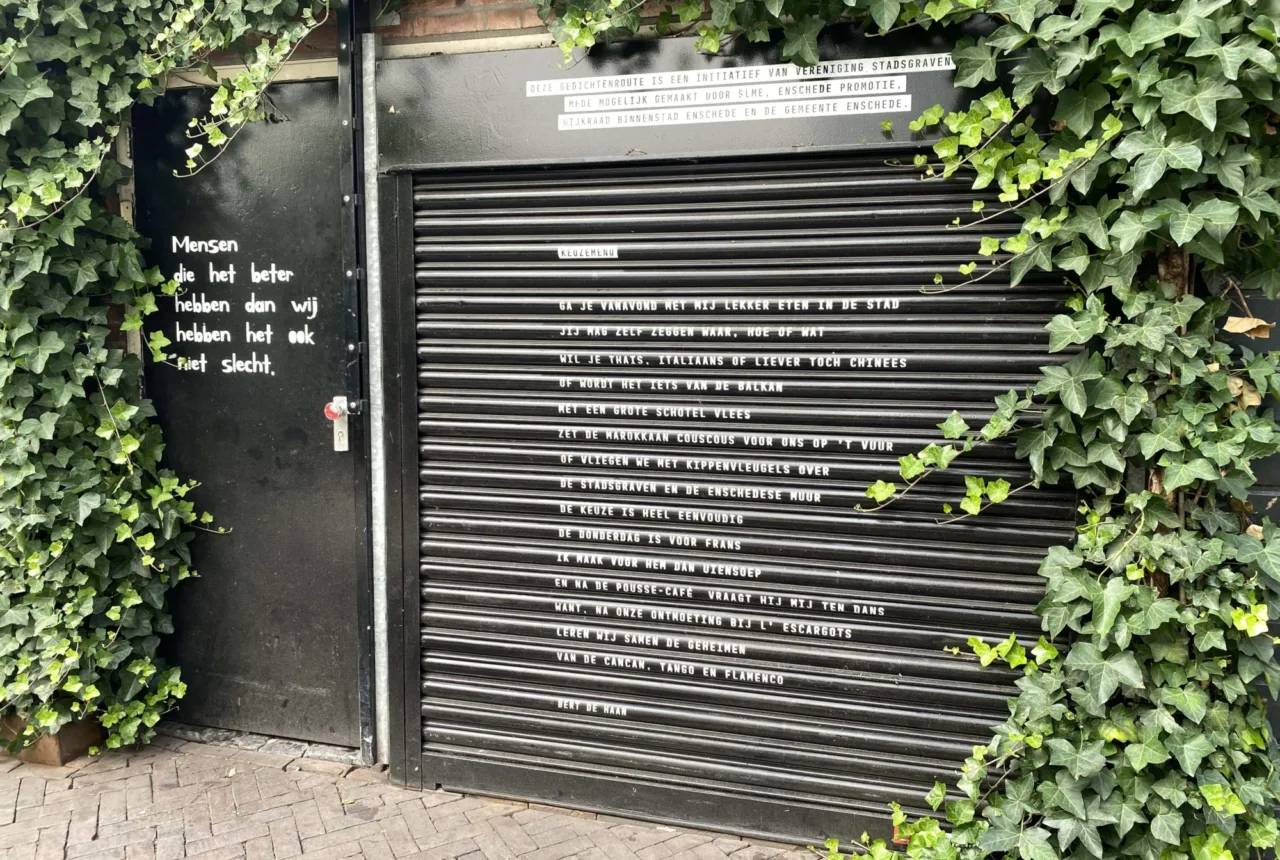 DEZE GEDICHTENROUTE IS EEN INITIATIEF VAN VERENIGING STADSGRAVEN
MEDE MOGELIJK GEMAAKT DOOR SLME, ENSCHEDE PROMOTIE,
WIJKRAAD BINNENSTAD ENSCHEDE EN DE GEMEENTE ENSCHEDE.
Mensen
die het beter
hebben dan wij
hebben het ook
niet slecht.
KEUZEMENU
GA JE VANAVOND MET MIJ LEKKER ETEN IN DE STAD
JIJ MAG ZELF ZEGGEN WAAR, HOE OF WAT
WIL JE THAIS, ITALIAANS OF LIEVER TOCH CHINEES
OF WORDT HET IETS VAN DE BALKAN
MET EEN GROTE SCHOTEL VLEES
ZET DE MAROKKAAN COUSCOUS VOOR ONS OP 'T VUUR
OF VLIEGEN WE MET KIPPENVLEUGELS OVER
DE STADSGRAVEN EN DE ENSCHEDESE MUUR
DE KEUZE IS HEEL EENVOUDIG
DE DONDERDAG IS VOOR FRANS
IK MAAK VOOR HEM DAN UIENSOEP
EN NA DE POUSSE-CAFÉ VRAAGT HIJ MIJ TEN DANS
WANT, NA ONZE ONTMOETING BIJ L' ESCARGOTS
LEREN WIJ SAMEN DE GEHEIMEN
VAN DE CANCAN, TANGO EN FLAMENCO
BERT DE HAAN